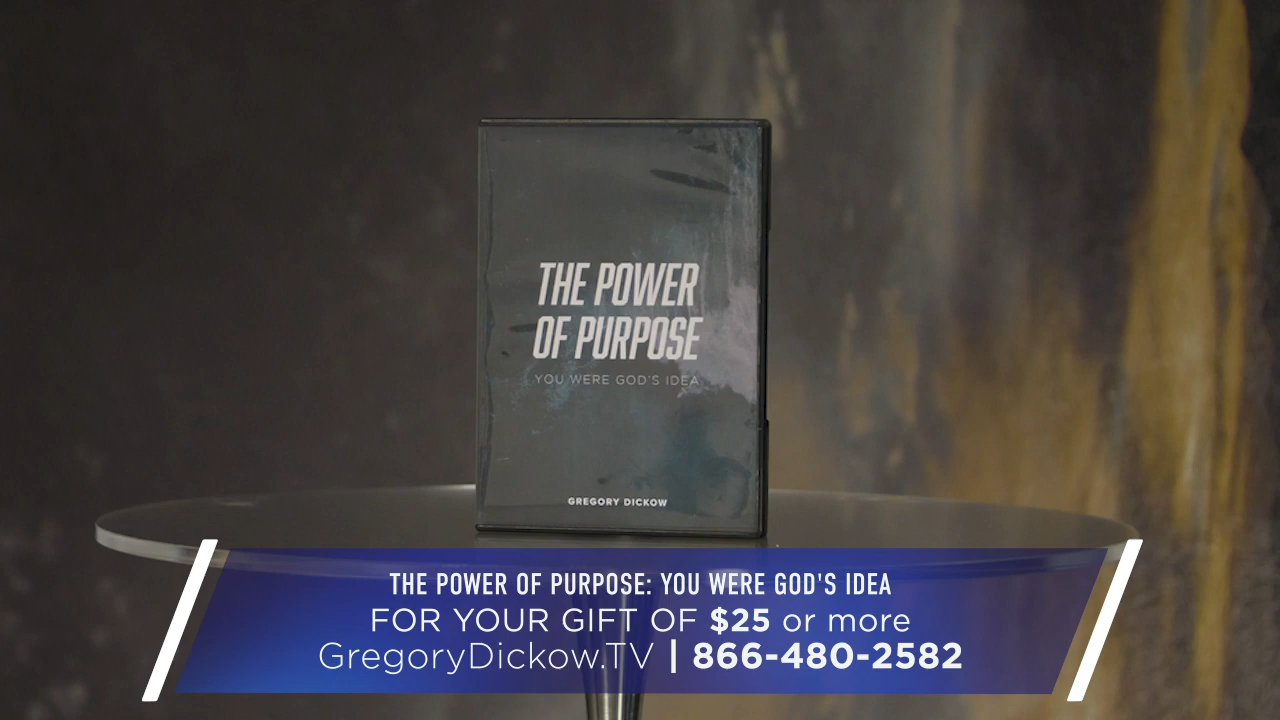 THE POWER
OF PURPOSE
YOU WERE GOD'S IDEA
GREGORY DICKOW
THE POWER OF PURPOSE: YOU WERE GOD'S IDEA
FOR YOUR GIFT OF $25 or more
GregoryDickow.TV | 866-480-2582